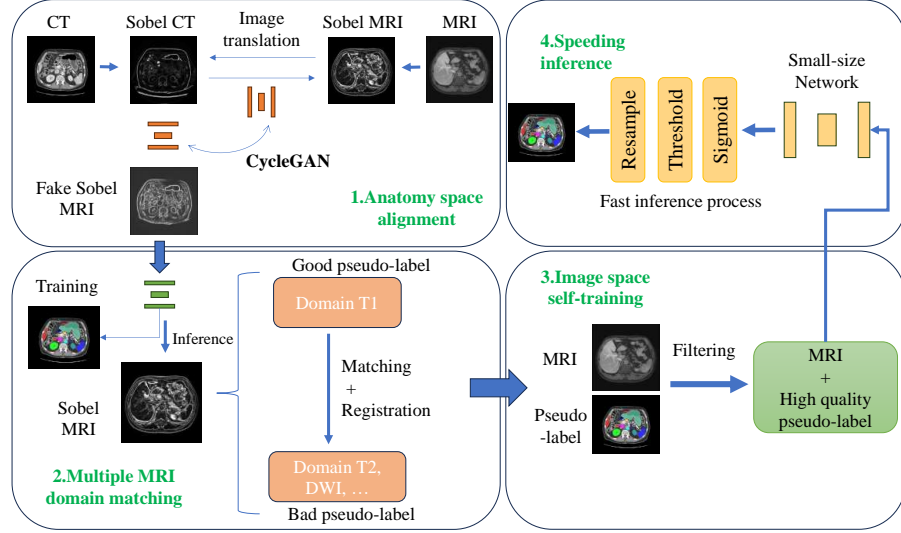 CT
Sobel CT
Image
translation
Sobel MRI
MRI
CycleGAN
Fake Sobel
MRI
1.Anatomy space
alignment
4.Speeding
inference
Small-size
Network
Resample
Threshold
Sigmoid
Fast inference process
Training
Inference
Sobel
MRI
2.Multiple MRI
domain matching
Good pseudo-label
Domain T1
Matching
+
Registration
Domain T2,
DWI, …
Bad pseudo-label
3.Image space
self-training
MRI
Pseudo
-label
Filtering
MRI
+
High quality
pseudo-label